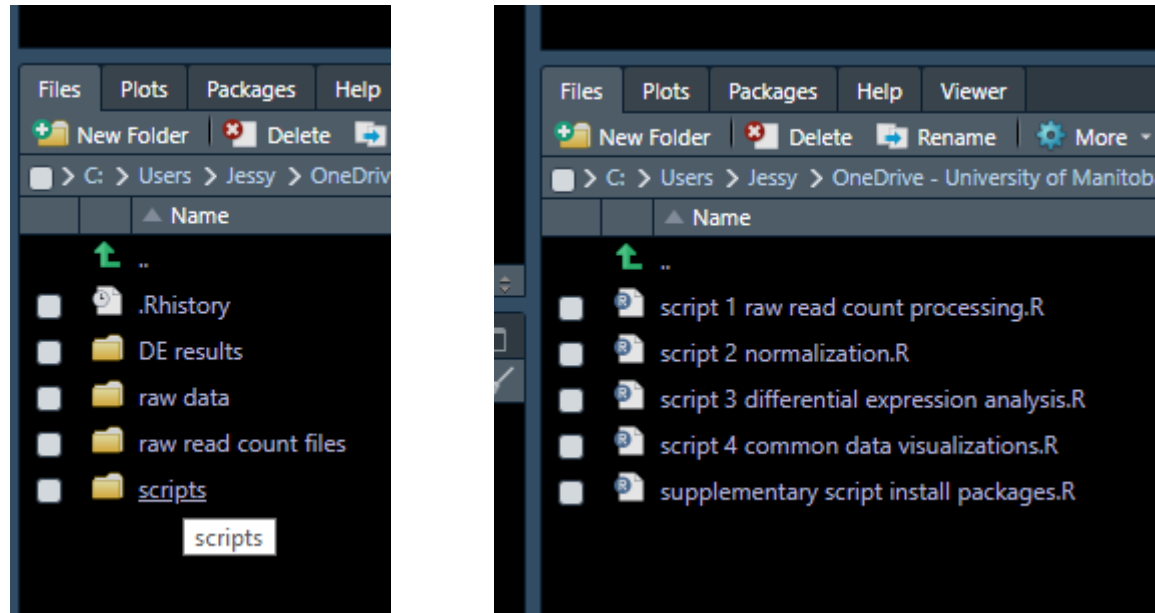 Files Plots Packages Help
New Folder Delete
C: > Users > Jessy > OneDriv
Name
..
.Rhistory
DE results
raw data
raw read count files
scripts
scripts
Files Plots Packages Help Viewer
New Folder Delete Rename More
C: > Users > Jessy > OneDrive - University of Manitob
Name
..
script 1 raw read count processing.R
script 2 normalization.R
script 3 differential expression analysis.R
script 4 common data visualizations.R
supplementary script install packages.R